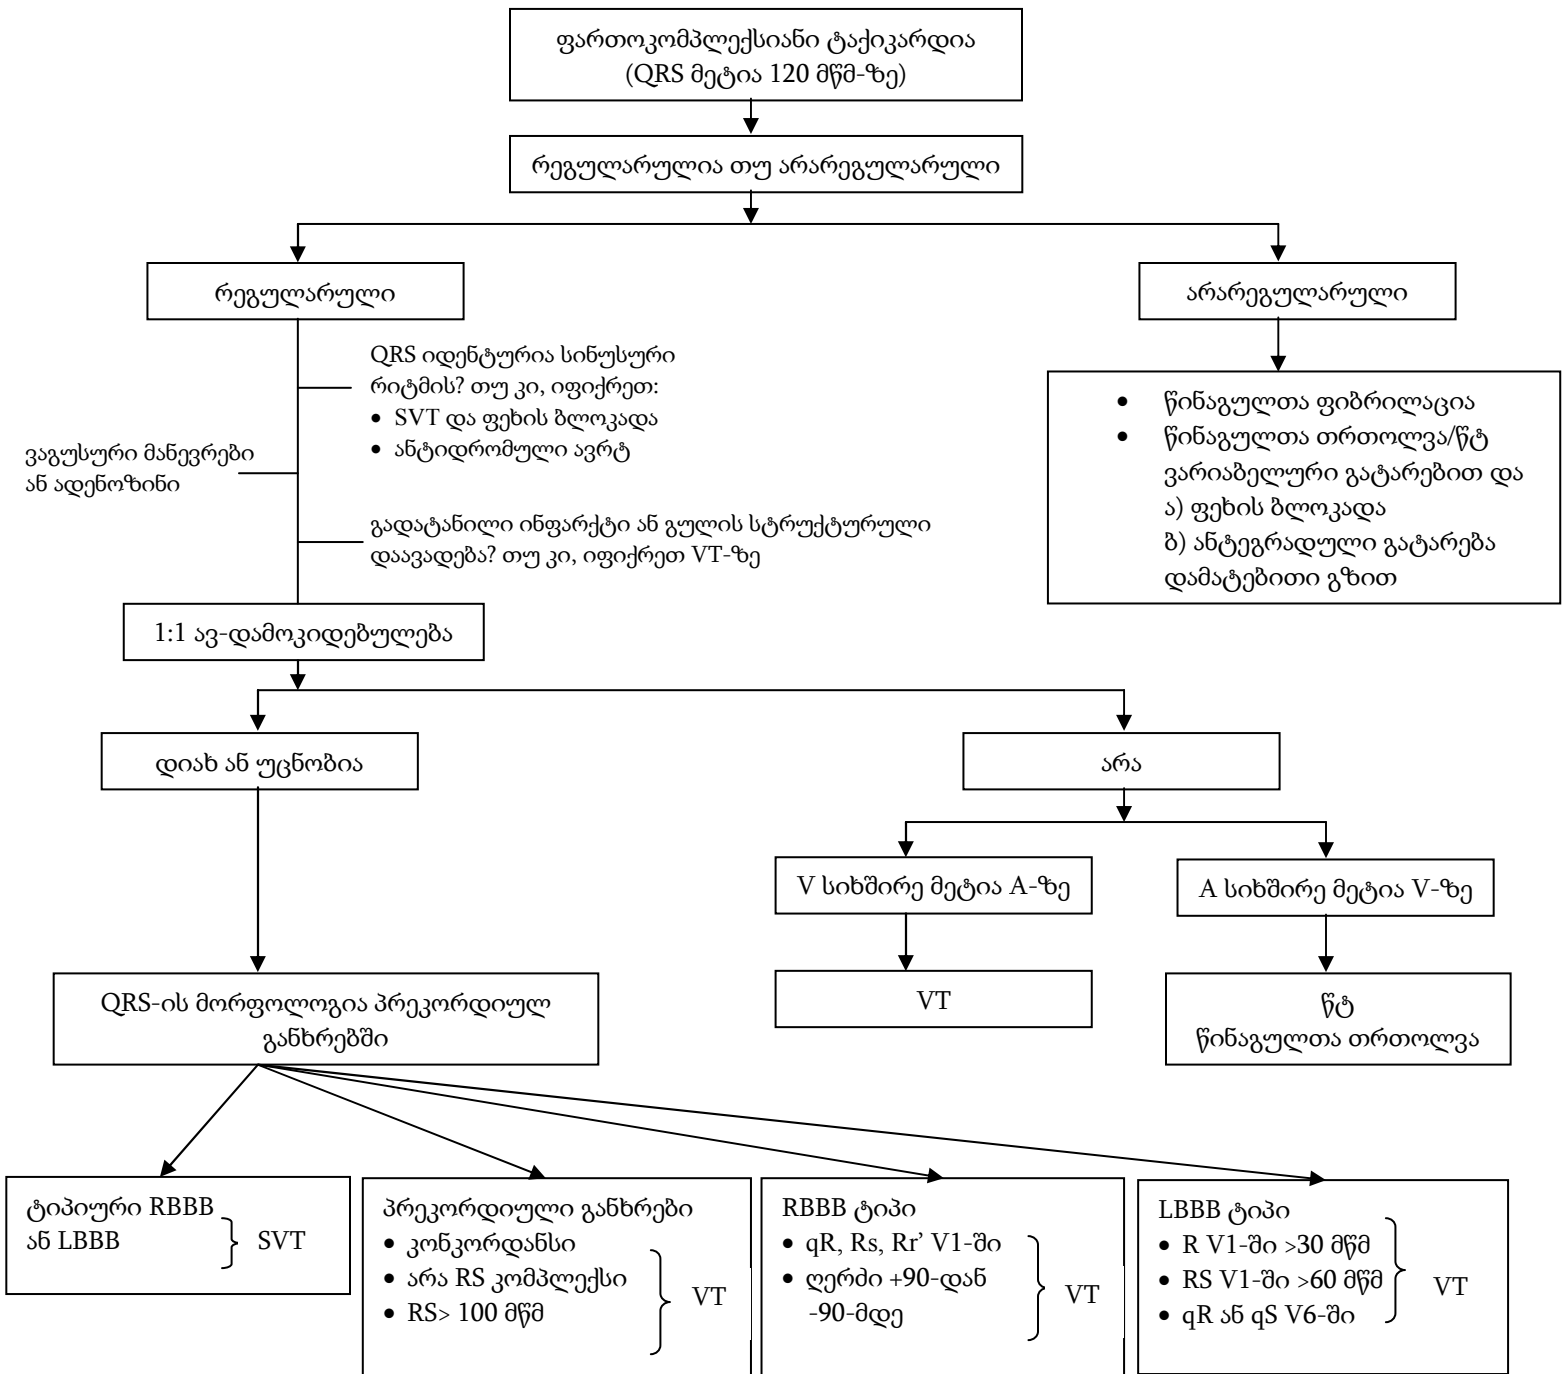 ფართოკომპლექსიანი ტაქიკარდია
(QRS მეტია 120 მწმ-ზე)
რეგულარულია თუ არარეგულარული
რეგულარული
არარეგულარული
QRS იდენტურია სინუსური
რიტმის? თუ კი, იფიქრეთ:
• SVT და ფეხის ბლოკადა
• ანტიდრომული ავრტ
ვაგუსური მანევრები
ან ადენოზინი
გადატანილი ინფარქტი ან გულის სტრუქტურული
დაავადება? თუ კი, იფიქრეთ VT-ზე
• წინაგულთა ფიბრილაცია
• წინაგულთა თრთოლვა/წტ
ვარიაბელური გატარებით და
ა) ფეხის ბლოკადა
ბ) ანტეგრადული გატარება
დამატებითი გზით
1:1 ავ-დამოკიდებულება
დიახ ან უცნობია
არა
V სიხშირე მეტია A-ზე
A სიხშირე მეტია V-ზე
VT
წტ
წინაგულთა თრთოლვა
QRS-ის მორფოლოგია პრეკორდიულ
განხრებში
ტიპიური RBBB
ან LBBB
SVT
პრეკორდიული განხრები
• კონკორდანსი
• არა RS კომპლექსი
• RS> 100 მწმ
VT
RBBB ტიპი
• qR, Rs, Rr’ V1-ში
• ღერძი +90-დან
-90-მდე
VT
LBBB ტიპი
• R V1-ში >30 მწმ
• RS V1-ში >60 მწმ
• qR ან qS V6-ში
VT